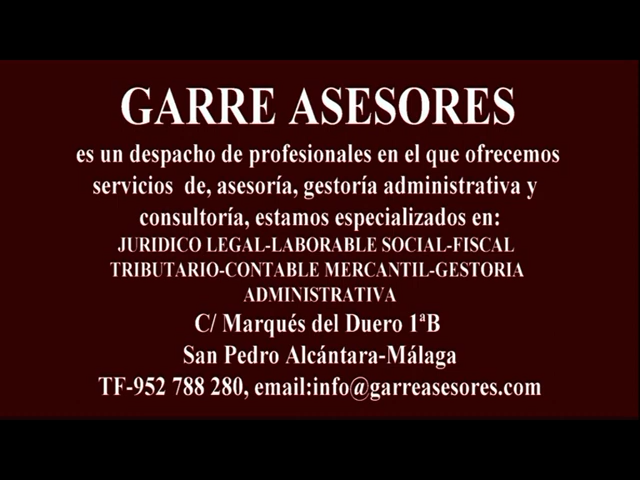 GARRE ASESORES
es un despacho de profesionales en el que ofrecemos
servicios de, asesoría, gestoría administrativa y
consultoría, estamos especializados en:
JURIDICO LEGAL-LABORABLE SOCIAL-FISCAL
TRIBUTARIO-CONTABLE MERCANTIL-GESTORIA
ADMINISTRATIVA
C/ Marqués del Duero 1ªB
San Pedro Alcántara-Málaga
TF-952 788 280, email:info@garreasesores.com